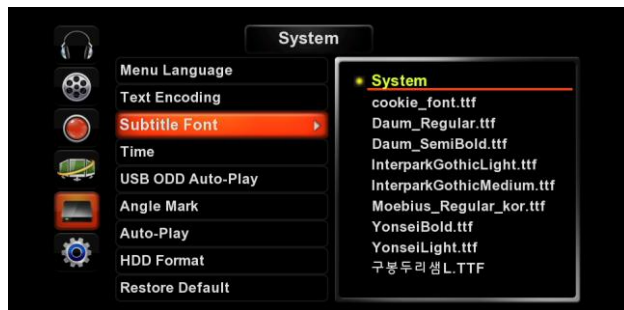 System
Menu Language
Text Encoding
Subtitle Font
Time
USB ODD Auto-Play
Angle Mark
Auto-Play
HDD Format
Restore Default
System
cookie_font.ttf
Daum_Regular.ttf
Daum_SemiBold.ttf
InterparkGothicLight.ttf
InterparkGothicMedium.ttf
Moebius_Regular_kor.ttf
YonseiBold.ttf
YonseiLight.ttf
구봉두리샘L.TTF